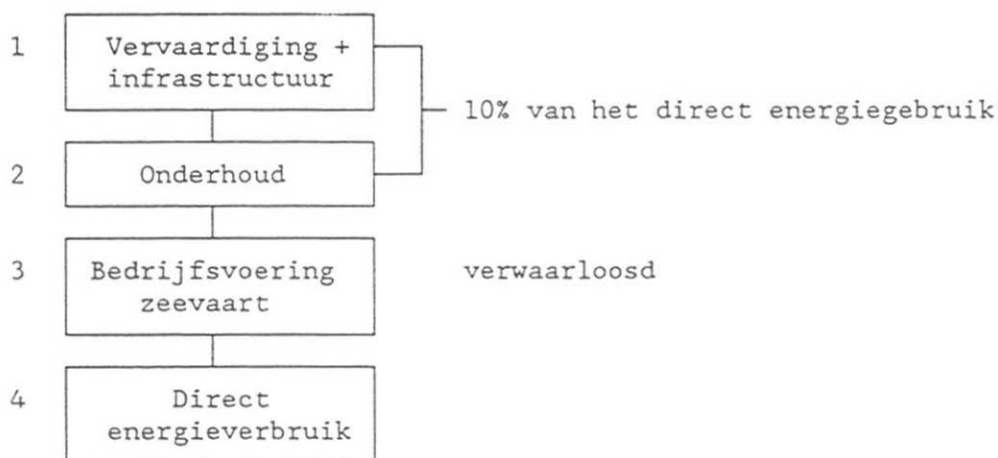 1 Vervaardiging +
infrastructuur
10% van het direct energiegebruik
2 Onderhoud
3 Bedrijfsvoering verwaarloosd
zeevaart
4 Direct
energieverbruik